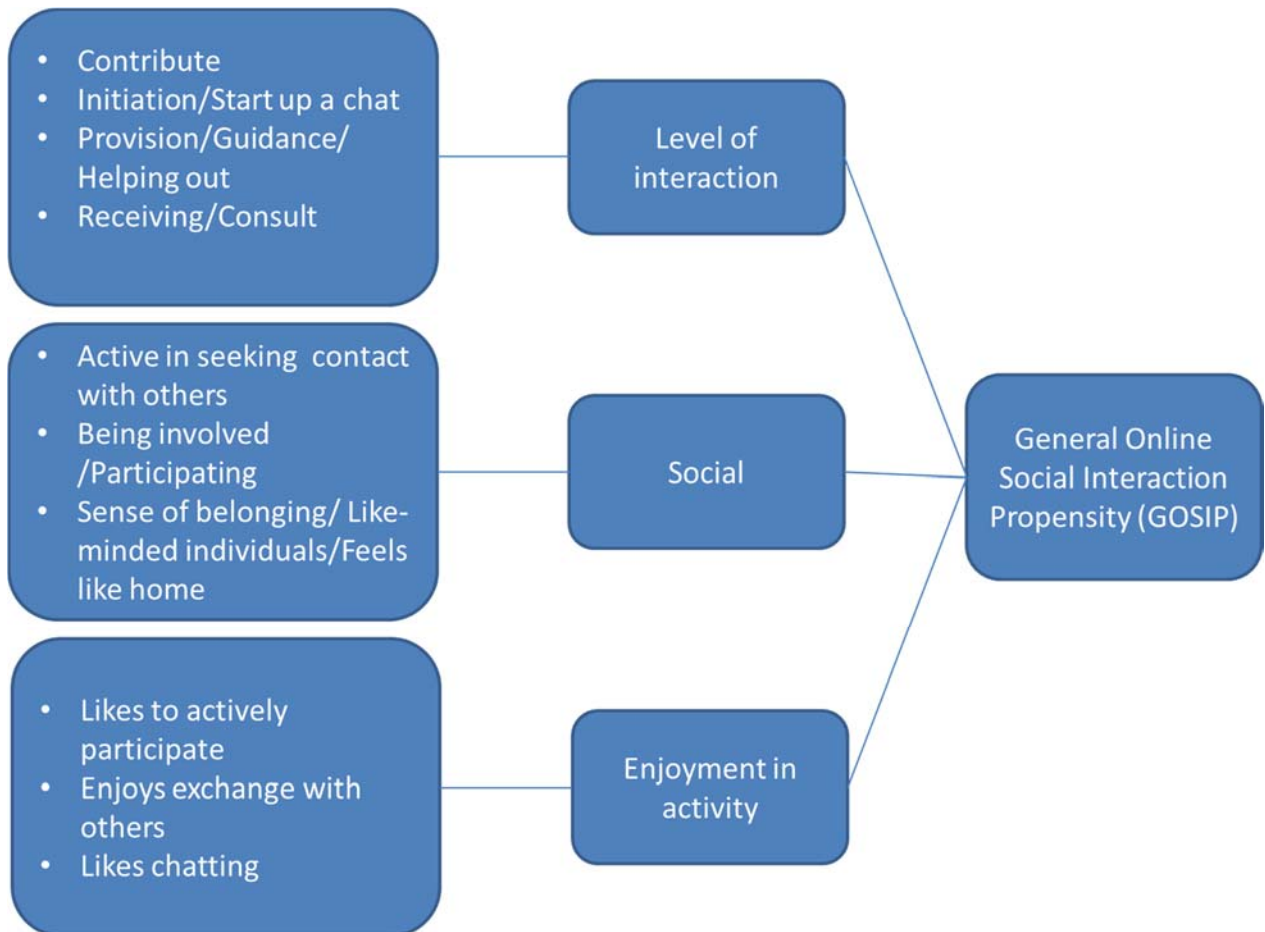 • Contribute
• Initiation/Start up a chat
• Provision/Guidance/
Helping out
• Receiving/Consult
Level of
interaction
• Active in seeking contact
with others
• Being involved
/Participating
• Sense of belonging/ Like-
minded individuals/Feels
like home
Social
General Online
Social Interaction
Propensity (GOSIP)
• Likes to actively
participate
• Enjoys exchange with
others
• Likes chatting
Enjoyment in
activity